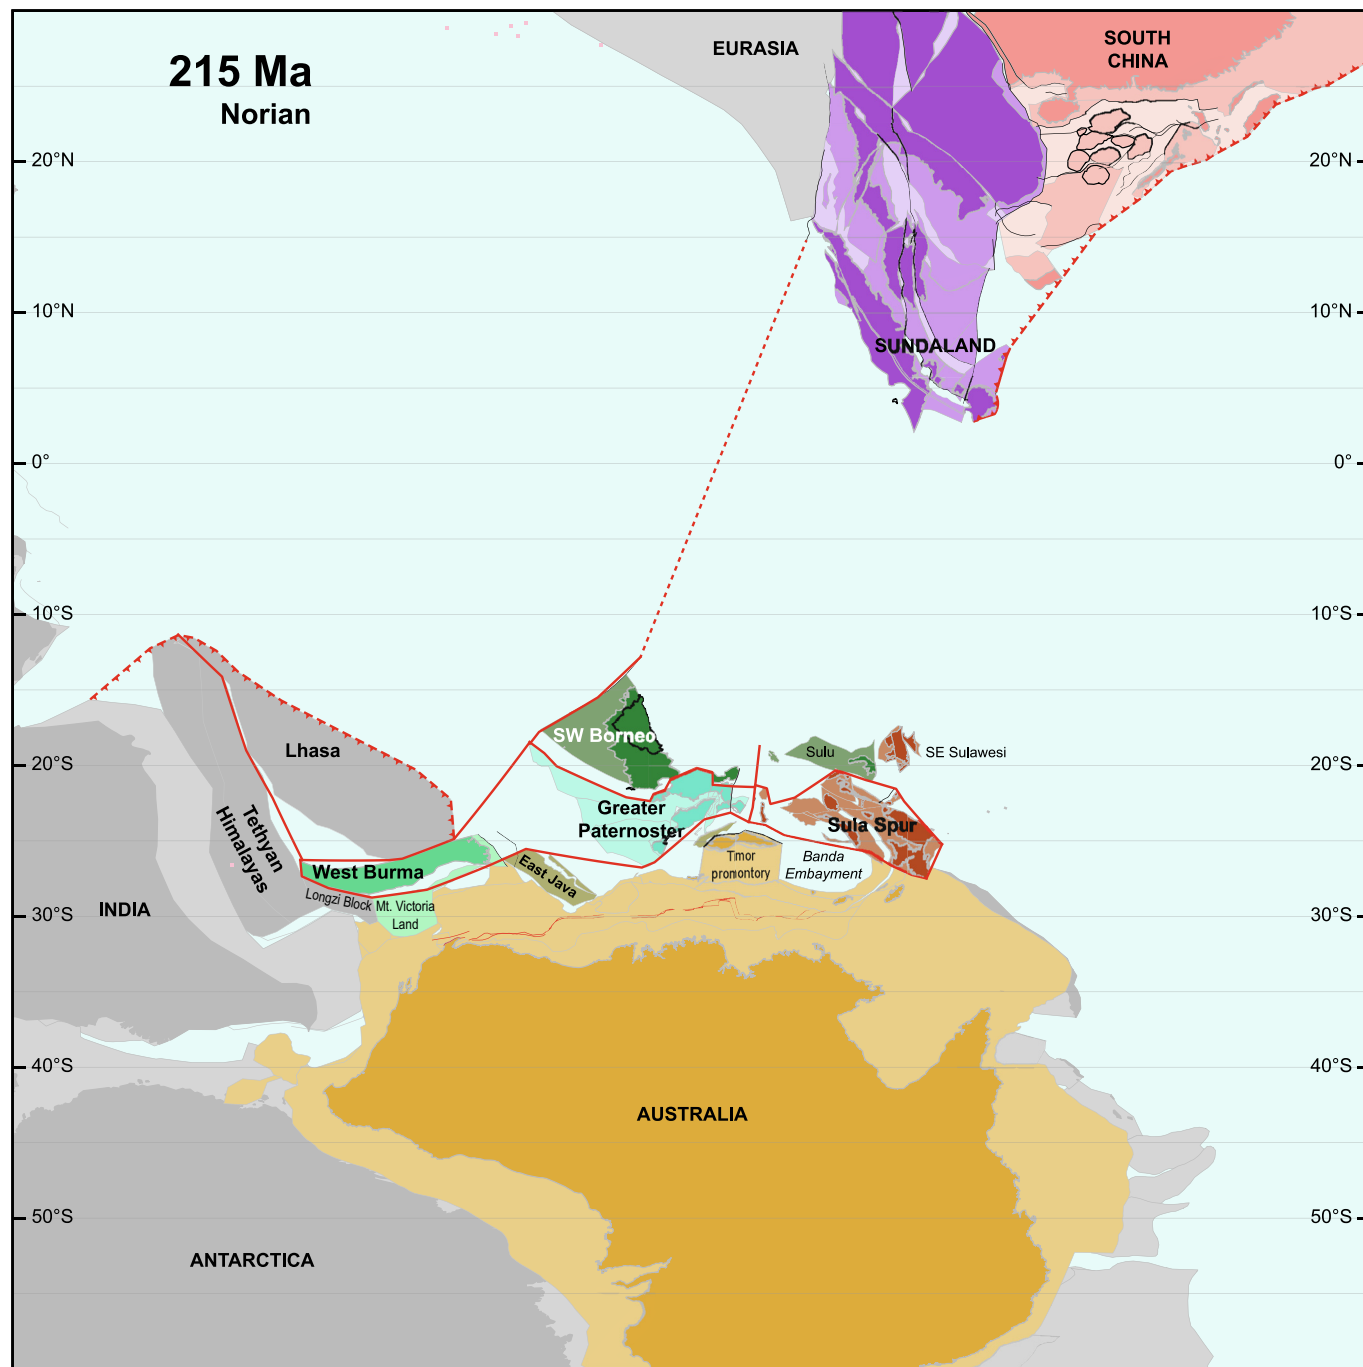 215 Ma
Norian
EURASIA
SOUTH
CHINA
20°N
20°N
10°N
10°N
SUNDALAND
0°
0°
10°S
10°S
SW Borneo
Sulu
SE Sulawesi
Lhasa
20°S
20°S
Greater
Paternoster
Sula Spur
Tethyan
Himalayas
West Burma
East Java
Timor
promontory
Banda
Embayment
Longzi Block
Mt. Victoria
Land
INDIA
30°S
30°S
40°S
40°S
AUSTRALIA
50°S
50°S
ANTARCTICA